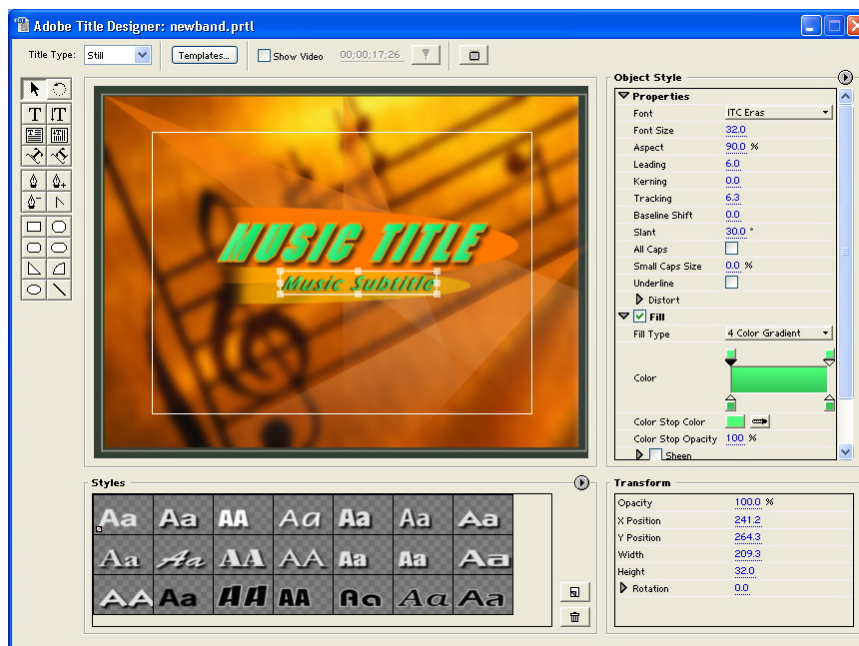 Adobe Title Designer: newband.prtl
Title Type: Still Templates... Show Video 00;00;17;26
Object Style
Properties
Font ITC Eras
Font Size 32.0
Aspect 90.0 %
Leading 6.0
Kerning 0.0
Tracking 6.3
Baseline Shift 0.0
Slant 30.0 °
All Caps
Small Caps Size 0.0 %
Underline
Distort
Fill
Fill Type 4 Color Gradient
Color
Color Stop Color
Color Stop Opacity 100 %
Sheen
T IT
MUSIC TITLE
Music Subtitle
Styles
Aa Aa AA Aa Aa Aa Aa
Aa Aa AA AA Aa Aa Aa
AA Aa AA AA Aa Aa Aa
Transform
Opacity 100.0 %
X Position 241.2
Y Position 264.3
Width 209.3
Height 32.0
Rotation 0.0